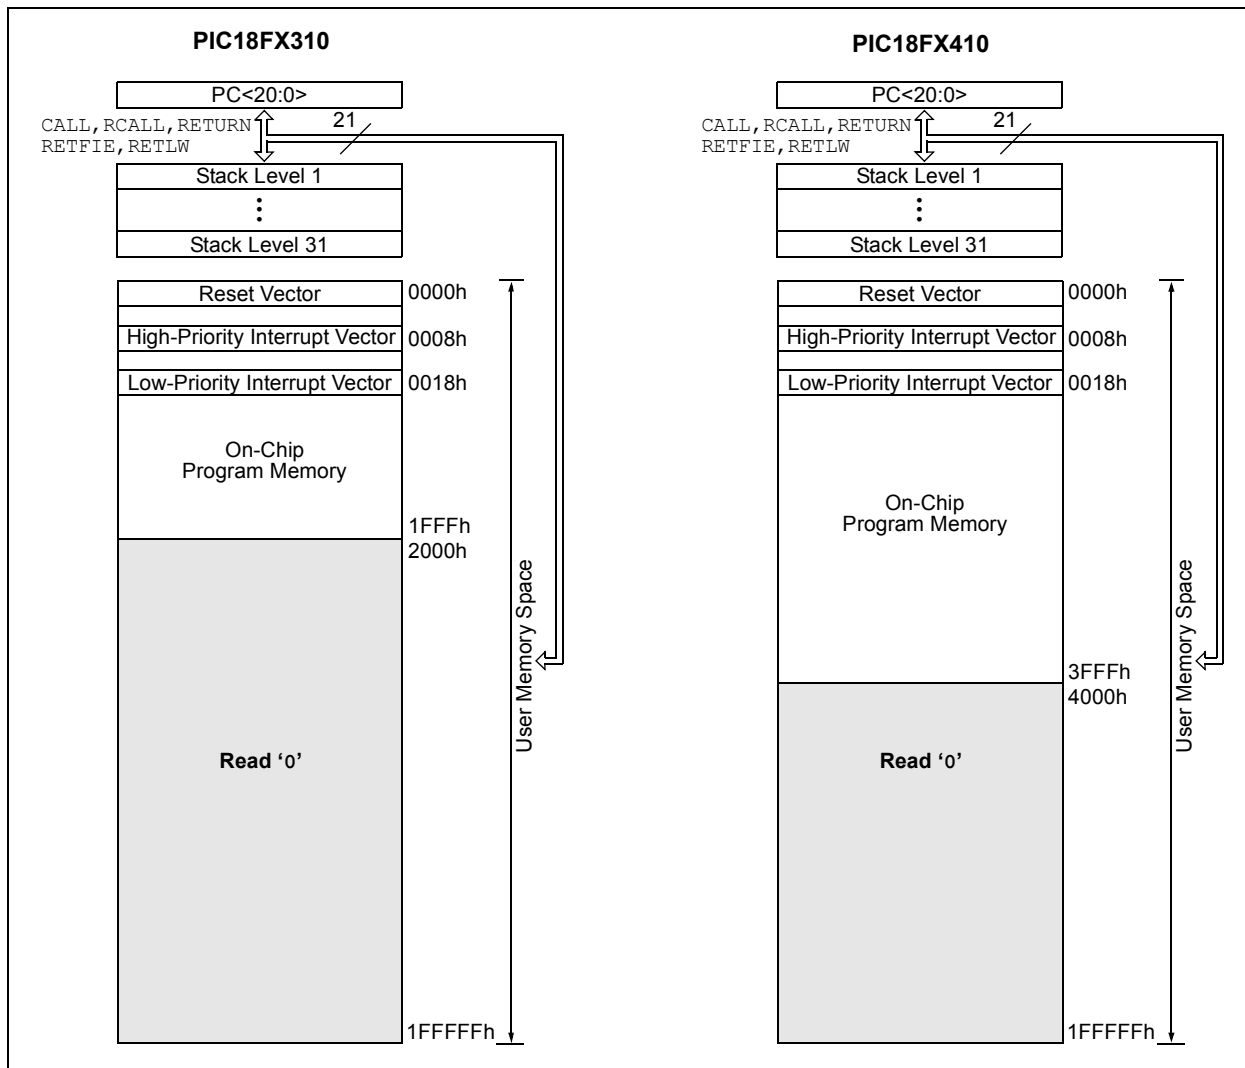 PIC18FX310
PC<20:0>
CALL,RCALL,RETURN
RETFIE,RETLW
21
Stack Level 1
⋮
Stack Level 31
Reset Vector
0000h
High-Priority Interrupt Vector
0008h
Low-Priority Interrupt Vector
0018h
On-Chip
Program Memory
1FFFh
2000h
Read ‘0’
1FFFFFh
User Memory Space
PIC18FX410
PC<20:0>
CALL,RCALL,RETURN
RETFIE,RETLW
21
Stack Level 1
⋮
Stack Level 31
Reset Vector
0000h
High-Priority Interrupt Vector
0008h
Low-Priority Interrupt Vector
0018h
On-Chip
Program Memory
3FFFh
4000h
Read ‘0’
1FFFFFh
User Memory Space